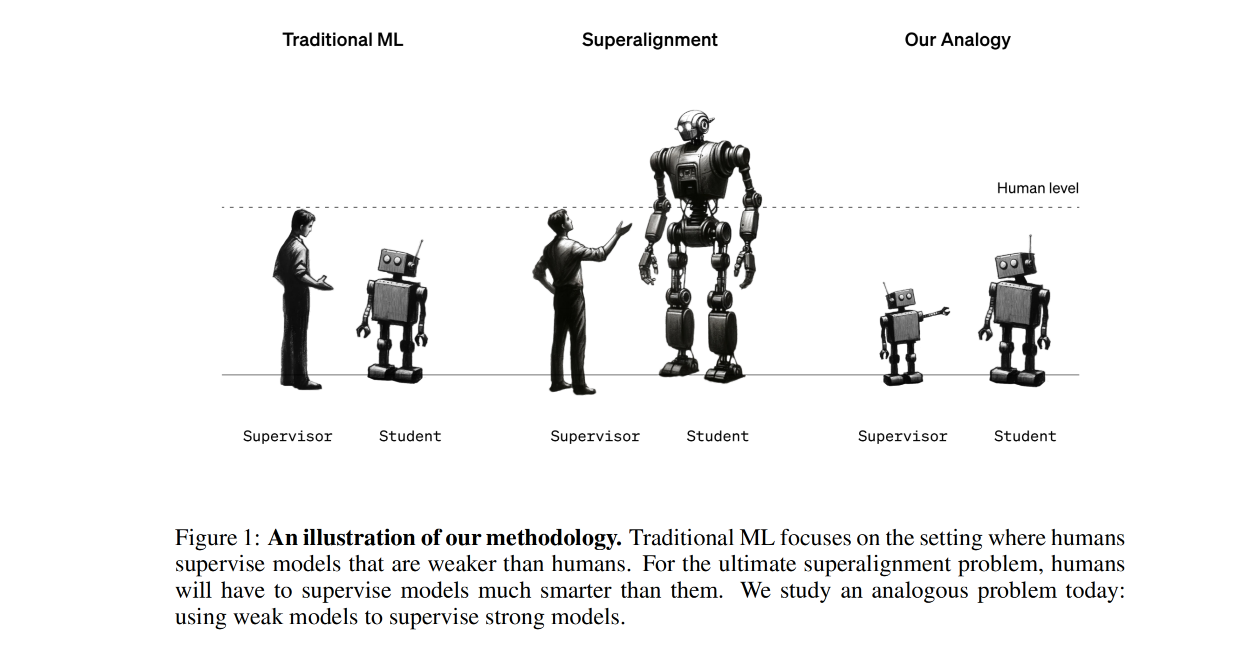 Traditional ML
Superalignment
Our Analogy
Human level
Supervisor
Student
Supervisor
Student
Supervisor
Student
Figure 1: An illustration of our methodology. Traditional ML focuses on the setting where humans
supervise models that are weaker than humans. For the ultimate superalignment problem, humans
will have to supervise models much smarter than them. We study an analogous problem today:
using weak models to supervise strong models.